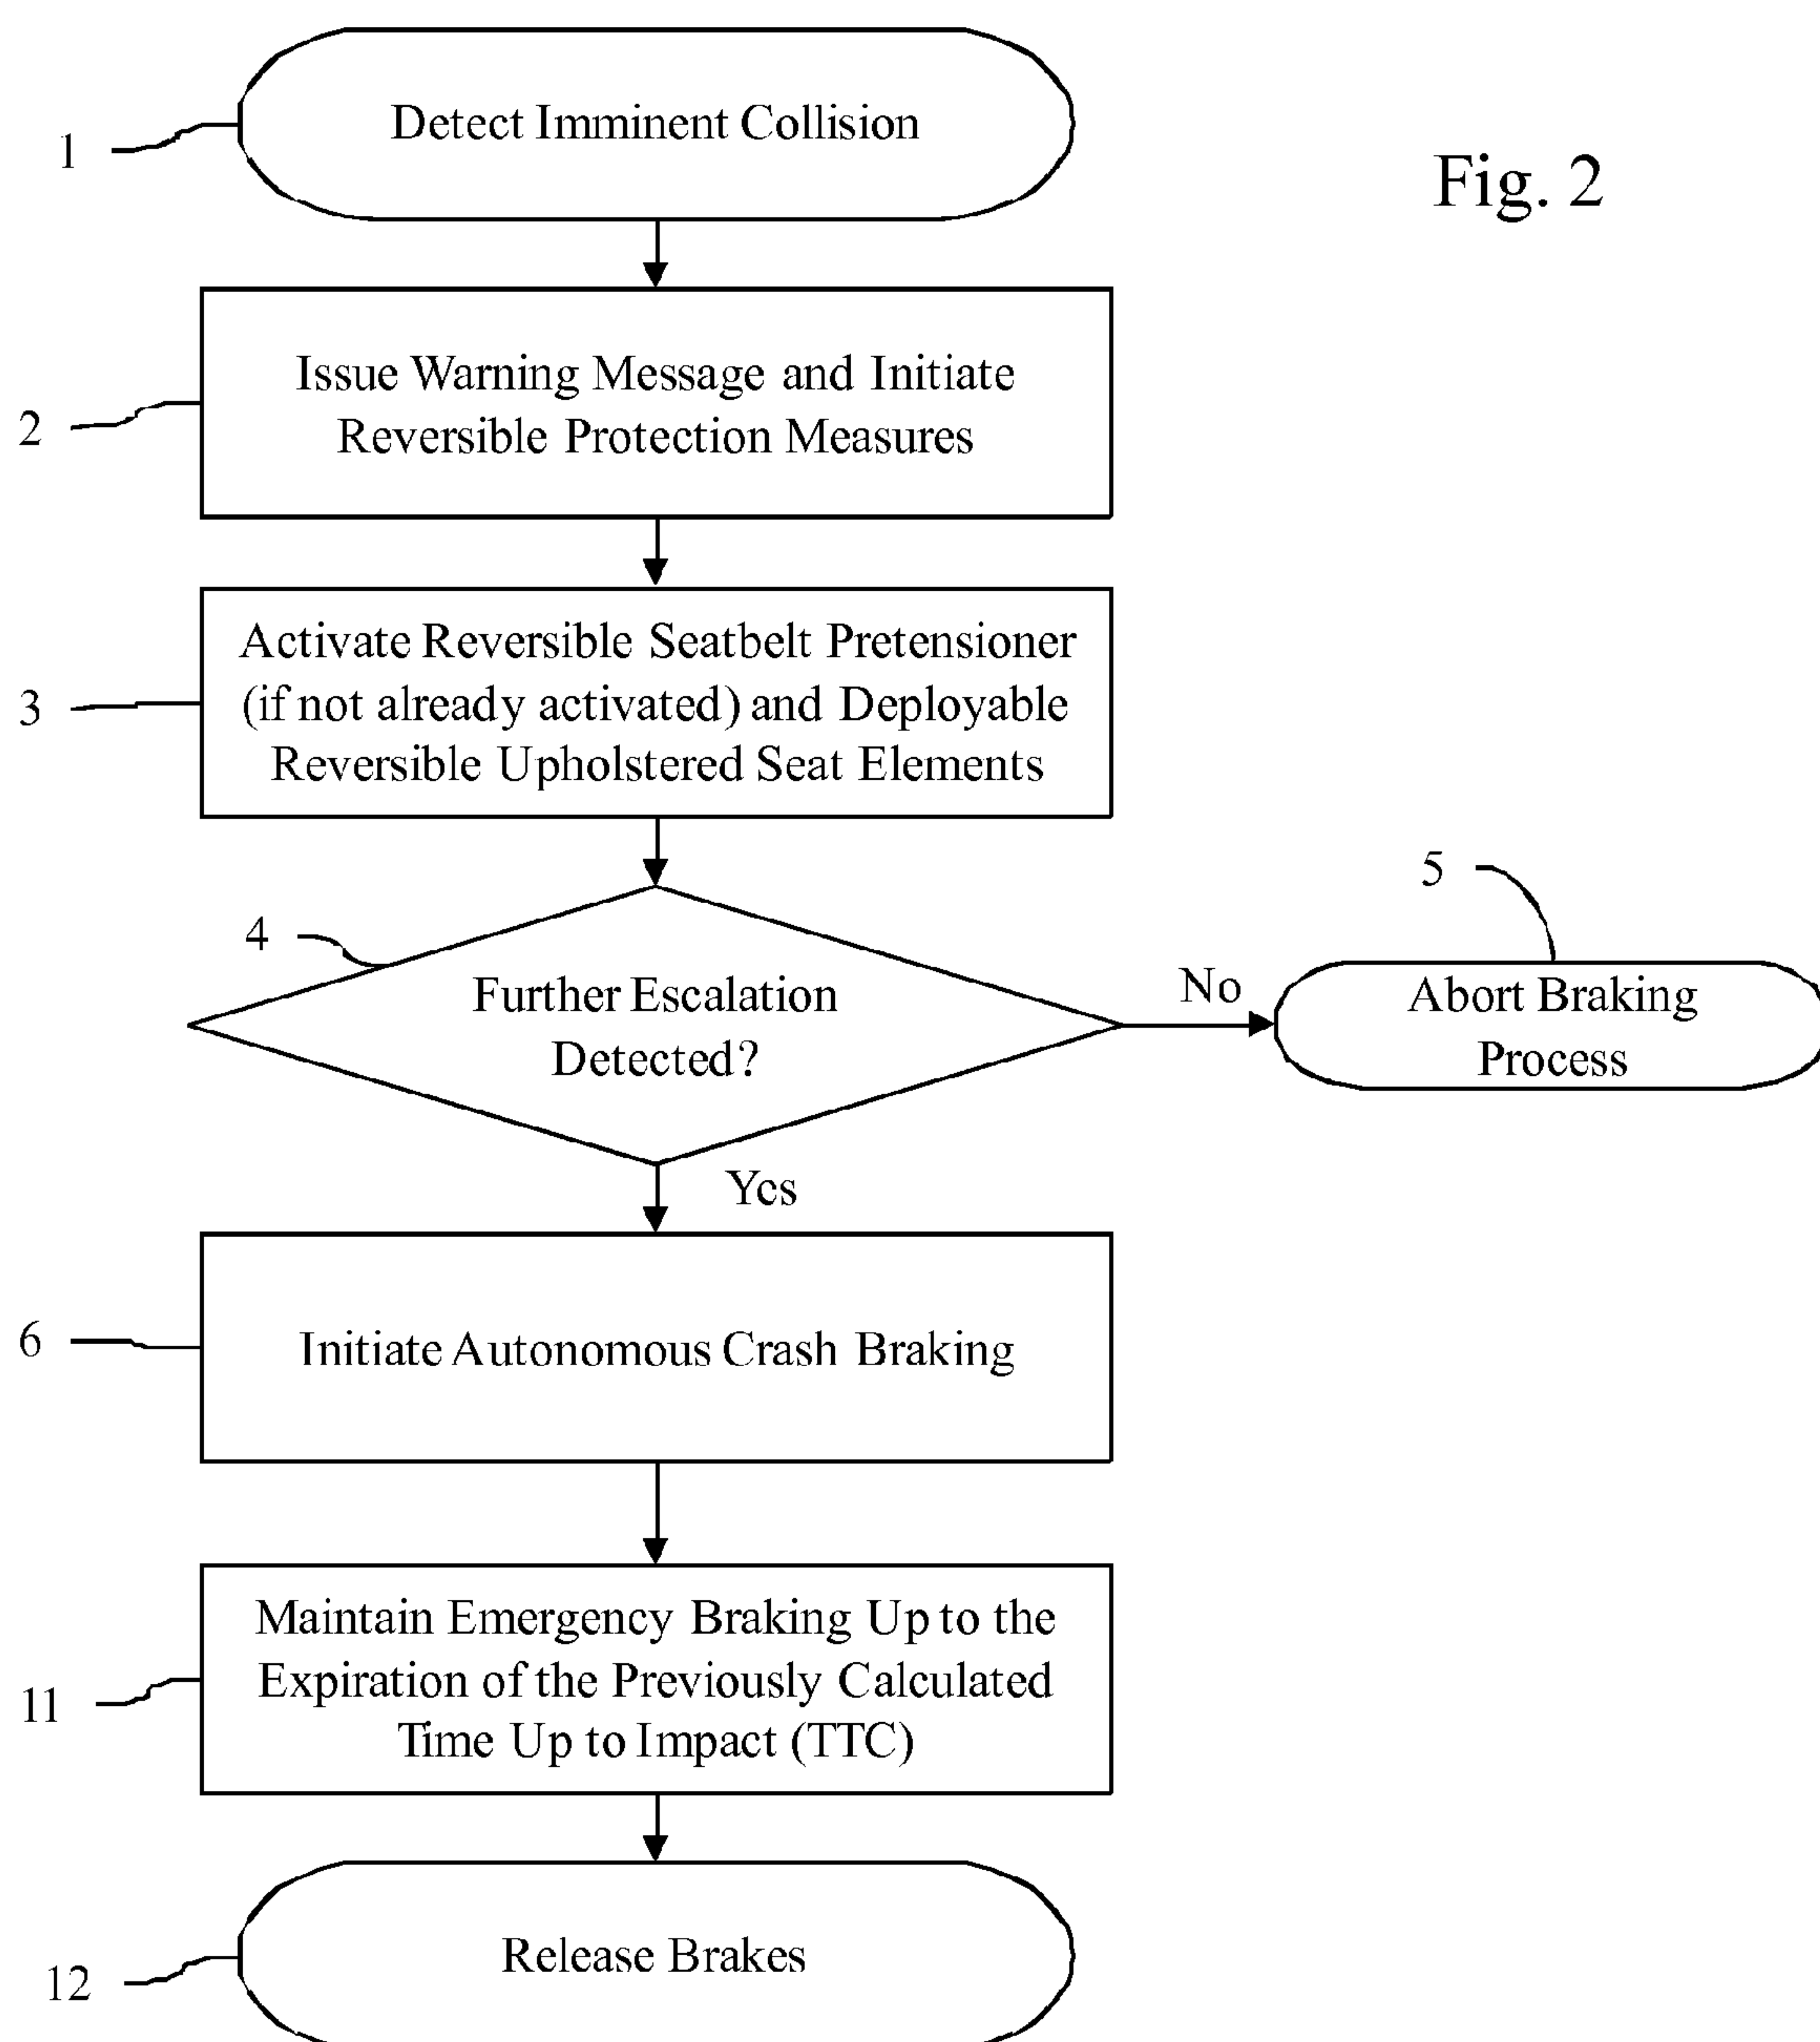 Fig. 2
1
Detect Imminent Collision
2
Issue Warning Message and Initiate
Reversible Protection Measures
3
Activate Reversible Seatbelt Pretensioner
(if not already activated) and Deployable
Reversible Upholstered Seat Elements
4
Further Escalation
Detected?
No
5
Abort Braking
Process
Yes
6
Initiate Autonomous Crash Braking
11
Maintain Emergency Braking Up to the
Expiration of the Previously Calculated
Time Up to Impact (TTC)
12
Release Brakes